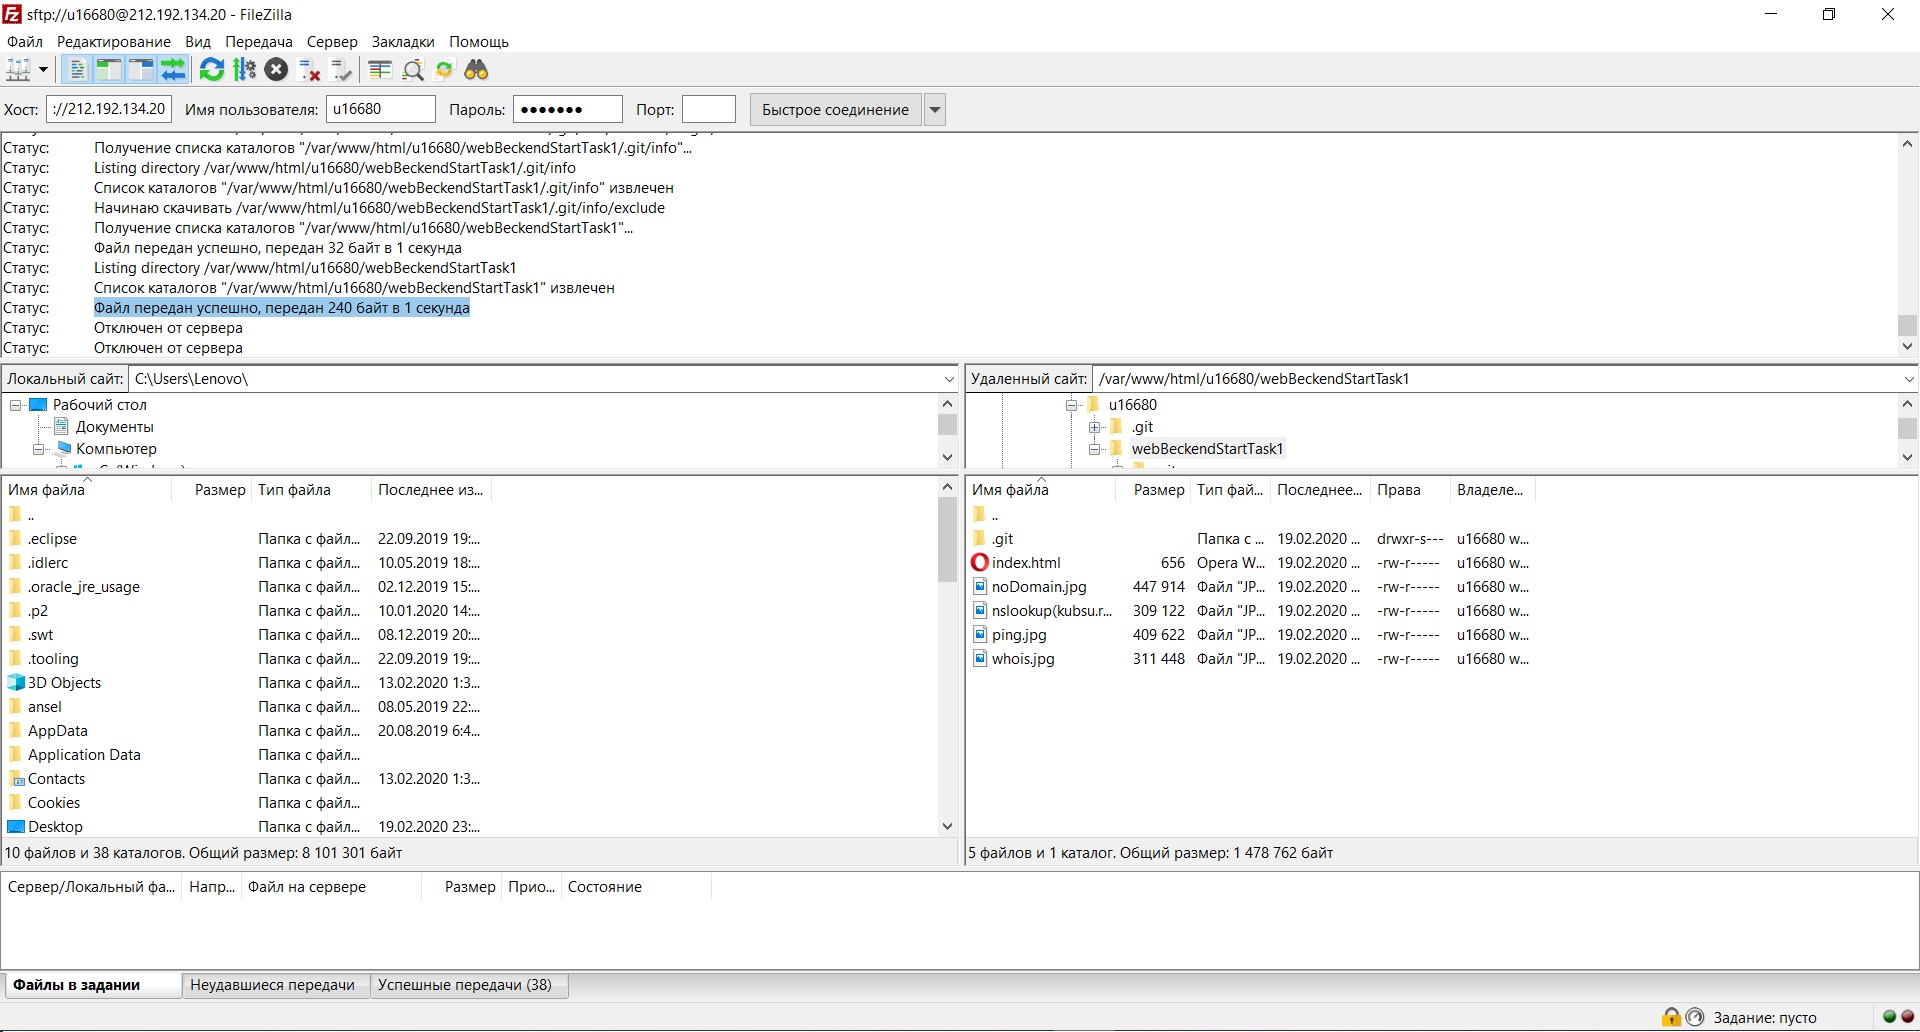 sftp://u16680@212.192.134.20 - FileZilla
Файл Редактирование Вид Передача Сервер Закладки Помощь
Хост: ://212.192.134.20 Имя пользователя: u16680 Пароль: ●●●●●●● Порт: Быстрое соединение
Статус: Получение списка каталогов "/var/www/html/u16680/webBeckendStartTask1/.git/info"...
Статус: Listing directory /var/www/html/u16680/webBeckendStartTask1/.git/info
Статус: Список каталогов "/var/www/html/u16680/webBeckendStartTask1/.git/info" извлечен
Статус: Начинаю скачивать /var/www/html/u16680/webBeckendStartTask1/.git/info/exclude
Статус: Получение списка каталогов "/var/www/html/u16680/webBeckendStartTask1"...
Статус: Файл передан успешно, передан 32 байт в 1 секунда
Статус: Listing directory /var/www/html/u16680/webBeckendStartTask1
Статус: Список каталогов "/var/www/html/u16680/webBeckendStartTask1" извлечен
Статус: Файл передан успешно, передан 240 байт в 1 секунда
Статус: Отключен от сервера
Статус: Отключен от сервера
Локальный сайт: C:\Users\Lenovo\
Рабочий стол
Документы
Компьютер
Имя файла Размер Тип файла Последнее из...
..
.eclipse Папка с файл... 22.09.2019 19:...
.idlerc Папка с файл... 10.05.2019 18:...
.oracle_jre_usage Папка с файл... 02.12.2019 15:...
.p2 Папка с файл... 10.01.2020 14:...
.swt Папка с файл... 08.12.2019 20:...
.tooling Папка с файл... 22.09.2019 19:...
3D Objects Папка с файл... 13.02.2020 1:3...
ansel Папка с файл... 08.05.2019 22:...
AppData Папка с файл... 20.08.2019 6:4...
Application Data Папка с файл...
Contacts Папка с файл... 13.02.2020 1:3...
Cookies Папка с файл...
Desktop Папка с файл... 19.02.2020 23:...
10 файлов и 38 каталогов. Общий размер: 8 101 301 байт
Удаленный сайт: /var/www/html/u16680/webBeckendStartTask1
u16680
.git
webBeckendStartTask1
Имя файла Размер Тип фай... Последнее... Права Владеле...
..
.git Папка с ... 19.02.2020 ... drwxr-s--- u16680 w...
index.html 656 Opera W... 19.02.2020 ... -rw-r----- u16680 w...
noDomain.jpg 447 914 Файл "JP... 19.02.2020 ... -rw-r----- u16680 w...
nslookup(kubsu.r... 309 122 Файл "JP... 19.02.2020 ... -rw-r----- u16680 w...
ping.jpg 409 622 Файл "JP... 19.02.2020 ... -rw-r----- u16680 w...
whois.jpg 311 448 Файл "JP... 19.02.2020 ... -rw-r----- u16680 w...
5 файлов и 1 каталог. Общий размер: 1 478 762 байт
Сервер/Локальный фа... Напр... Файл на сервере Размер Прио... Состояние
Файлы в задании Неудавшиеся передачи Успешные передачи (38)
Задание: пусто